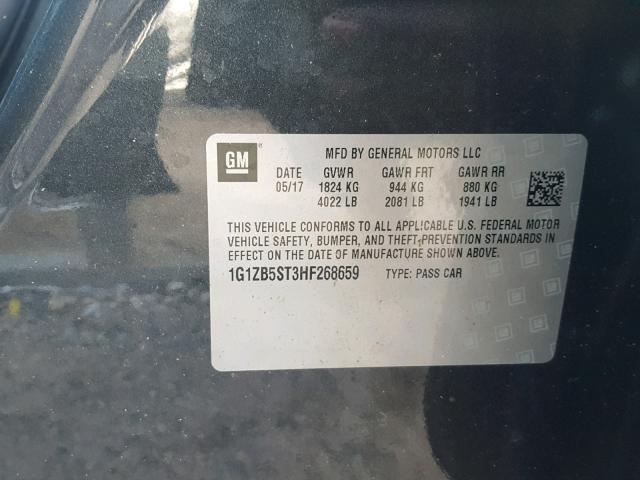 GM ®
MFD BY GENERAL MOTORS LLC
DATE GVWR GAWR FRT GAWR RR
05/17 1824 KG 944 KG 880 KG
4022 LB 2081 LB 1941 LB
THIS VEHICLE CONFORMS TO ALL APPLICABLE U.S. FEDERAL MOTOR
VEHICLE SAFETY, BUMPER, AND THEFT PREVENTION STANDARDS IN
EFFECT ON THE DATE OF MANUFACTURE SHOWN ABOVE.
1G1ZB5ST3HF268659 TYPE: PASS CAR